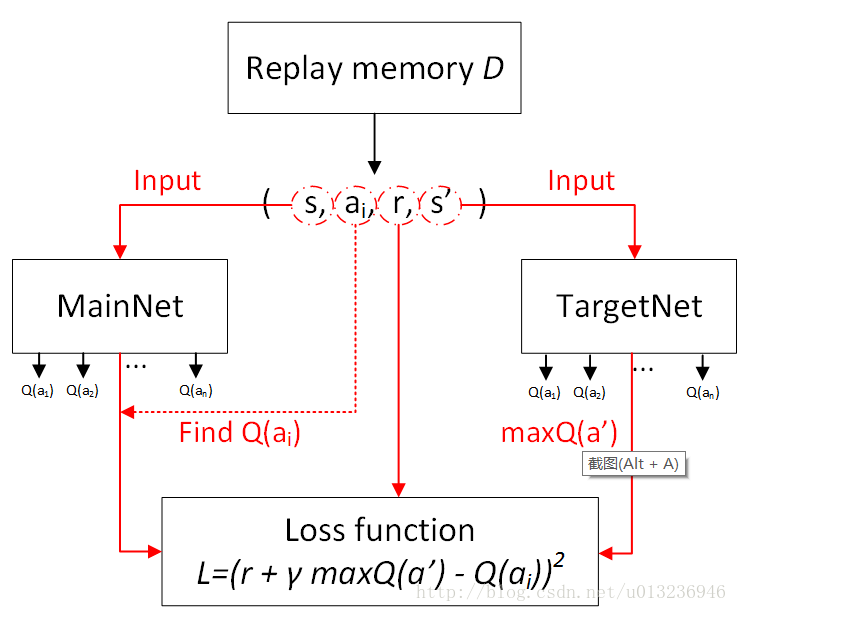 Replay memory D
Input
( s, aᵢ, r, s’ )
Input
MainNet
TargetNet
Q(a₁) Q(a₂) ... Q(aₙ)
Q(a₁) Q(a₂) ... Q(aₙ)
Find Q(aᵢ)
maxQ(a’)
截图(Alt + A)
Loss function
L=(r + γ maxQ(a’) - Q(aᵢ))²
http://blog.csdn.net/u013236946